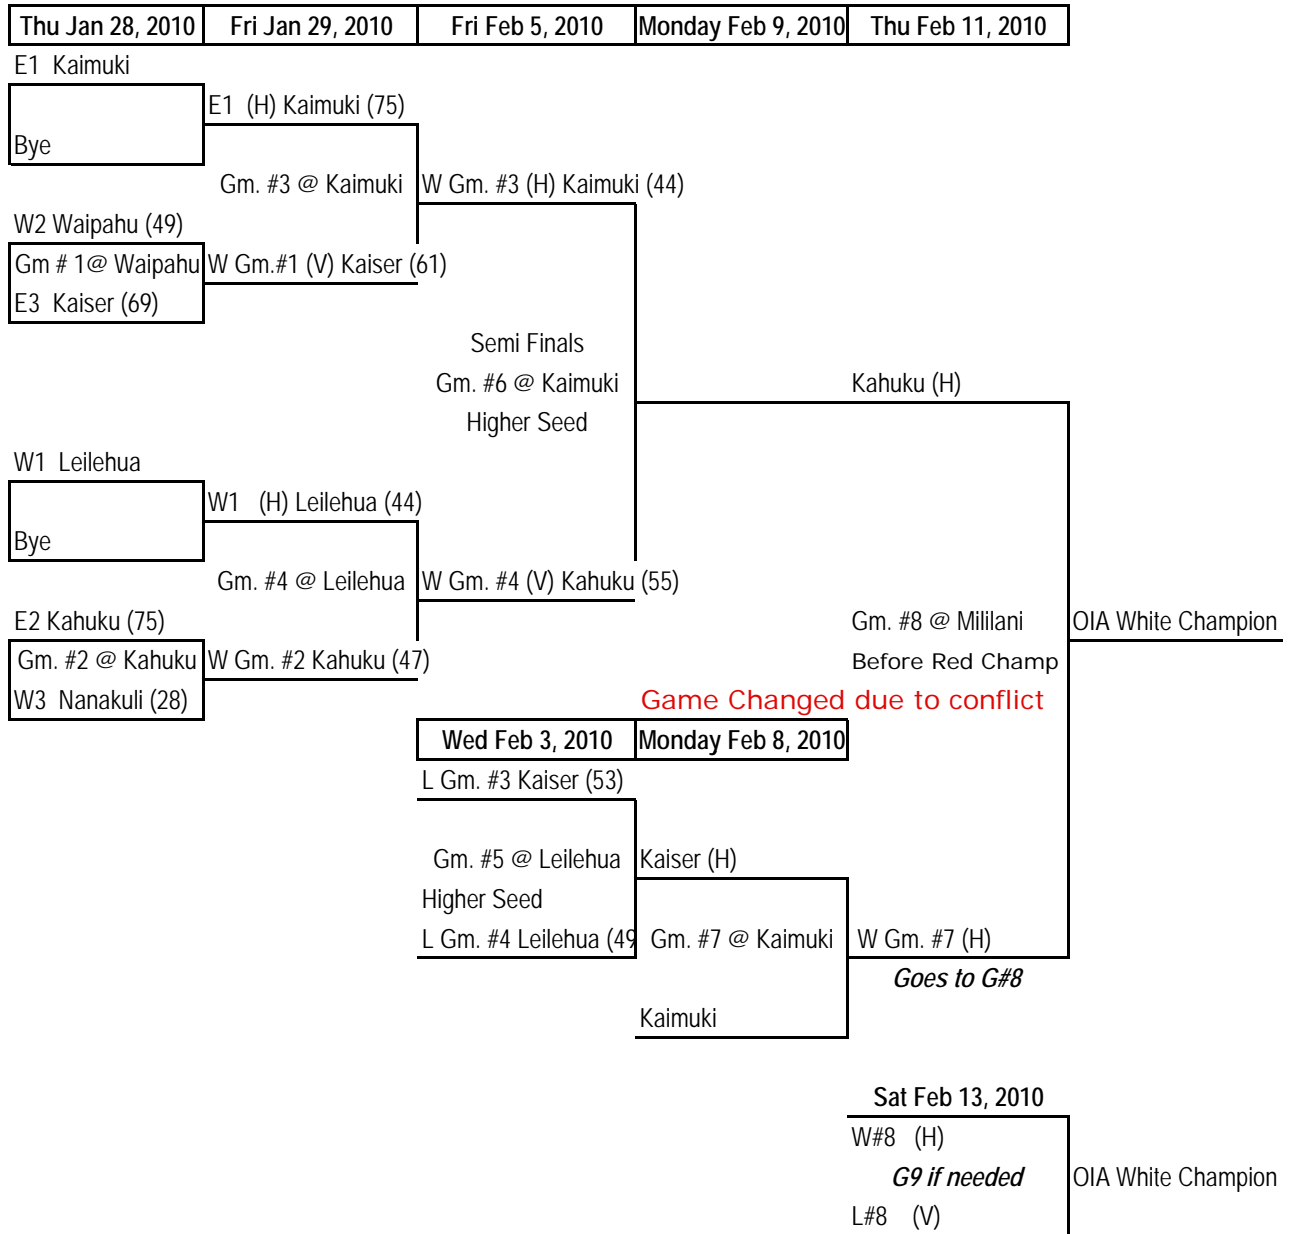 Thu Jan 28, 2010 Fri Jan 29, 2010 Fri Feb 5, 2010 Monday Feb 9, 2010 Thu Feb 11, 2010
E1 Kaimuki
E1 (H) Kaimuki (75)
Bye
Gm. #3 @ Kaimuki W Gm. #3 (H) Kaimuki (44)
W2 Waipahu (49)
Gm # 1@ Waipahu W Gm.#1 (V) Kaiser (61)
E3 Kaiser (69)
Semi Finals
Gm. #6 @ Kaimuki Kahuku (H)
Higher Seed
W1 Leilehua
W1 (H) Leilehua (44)
Bye
Gm. #4 @ Leilehua W Gm. #4 (V) Kahuku (55)
E2 Kahuku (75) Gm. #8 @ Mililani OIA White Champion
Gm. #2 @ Kahuku W Gm. #2 Kahuku (47) Before Red Champ
W3 Nanakuli (28) Game Changed due to conflict
Wed Feb 3, 2010 Monday Feb 8, 2010
L Gm. #3 Kaiser (53)
Gm. #5 @ Leilehua Kaiser (H)
Higher Seed
L Gm. #4 Leilehua (49 Gm. #7 @ Kaimuki W Gm. #7 (H)
Goes to G#8
Kaimuki
Sat Feb 13, 2010
W#8 (H)
G9 if needed OIA White Champion
L#8 (V)